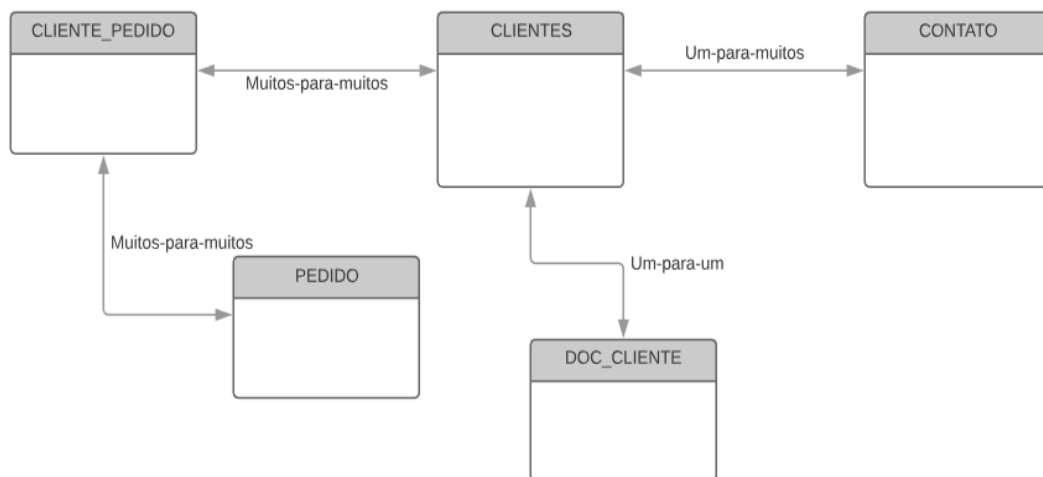 CLIENTE_PEDIDO
CLIENTES
CONTATO
Muitos-para-muitos
Um-para-muitos
Muitos-para-muitos
PEDIDO
Um-para-um
DOC_CLIENTE